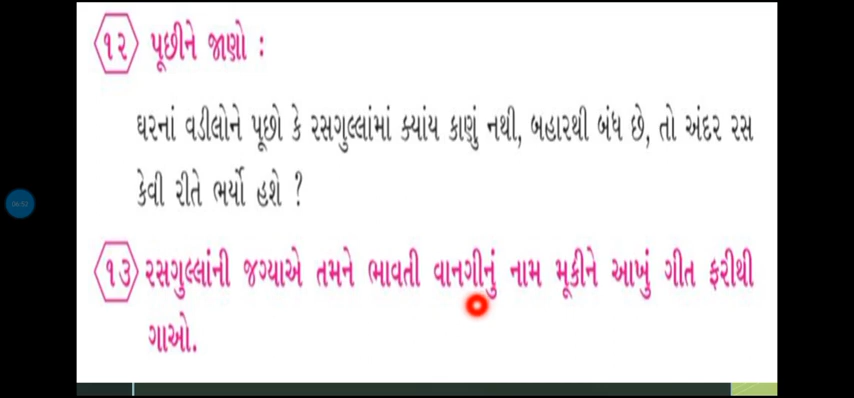 ૧૨ પૂછીને જાણો :
ઘરનાં વડીલોને પૂછો કે રસગુલ્લાંમાં ક્યાંય કાણું નથી, બહારથી બંધ છે, તો અંદર રસ
કેવી રીતે ભર્યો હશે ?
૧૩ રસગુલ્લાંની જગ્યાએ તમને ભાવતી વાનગીનું નામ મૂકીને આખું ગીત ફરીથી
ગાઓ.